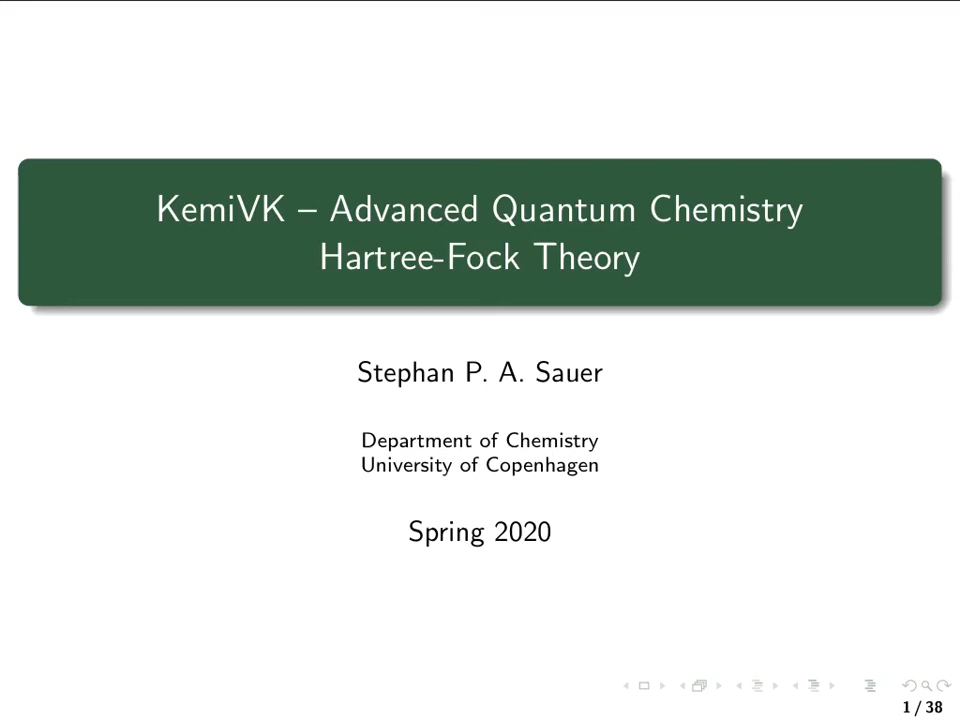 KemiVK – Advanced Quantum Chemistry
Hartree-Fock Theory
Stephan P. A. Sauer
Department of Chemistry
University of Copenhagen
Spring 2020
1 / 38